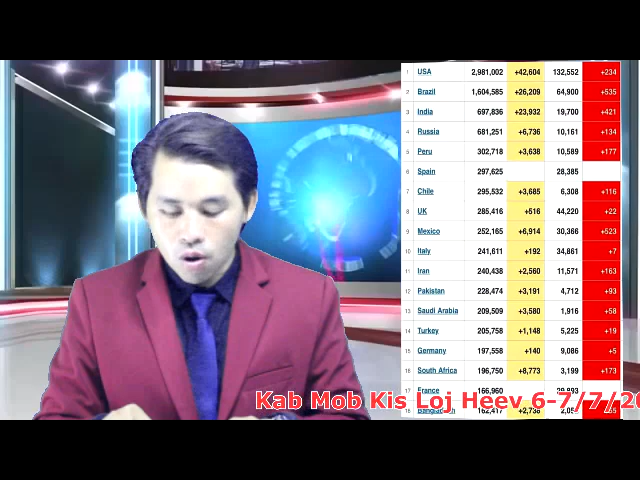 1 USA 2,981,002 +42,604 132,552 +234
2 Brazil 1,604,585 +26,209 64,900 +535
3 India 697,836 +23,932 19,700 +421
4 Russia 681,251 +6,736 10,161 +134
5 Peru 302,718 +3,638 10,589 +177
6 Spain 297,625 28,385
7 Chile 295,532 +3,685 6,308 +116
8 UK 285,416 +516 44,220 +22
9 Mexico 252,165 +6,914 30,366 +523
10 Italy 241,611 +192 34,861 +7
11 Iran 240,438 +2,560 11,571 +163
12 Pakistan 228,474 +3,191 4,712 +93
13 Saudi Arabia 209,509 +3,580 1,916 +58
14 Turkey 205,758 +1,148 5,225 +19
15 Germany 197,558 +140 9,086 +5
16 South Africa 196,750 +8,773 3,199 +173
17 France 166,960
Bangladesh 162,417 +2,738
Kab Mob Kis Loj Heev 6-7/7/20